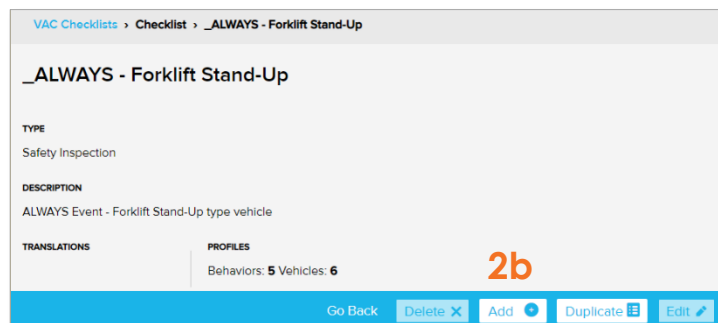 VAC Checklists › Checklist › _ALWAYS - Forklift Stand-Up
_ALWAYS - Forklift Stand-Up
TYPE
Safety Inspection
DESCRIPTION
ALWAYS Event - Forklift Stand-Up type vehicle
TRANSLATIONS PROFILES
Behaviors: 5 Vehicles: 6
2b
Go Back Delete Add Duplicate Edit